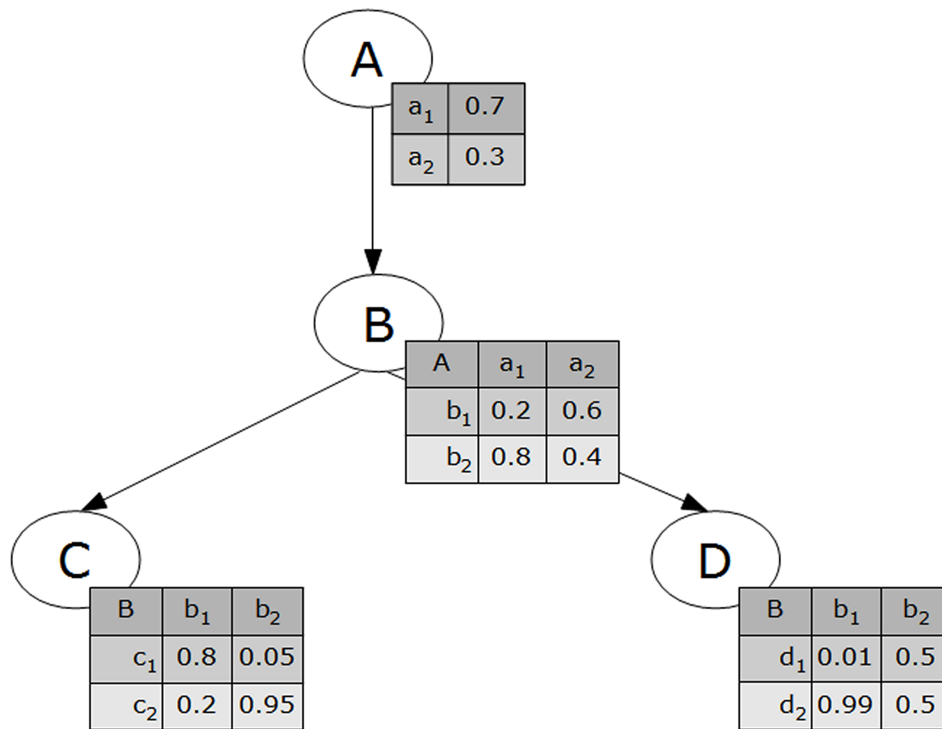 A
a₁ 0.7
a₂ 0.3
B
A a₁ a₂
b₁ 0.2 0.6
b₂ 0.8 0.4
C
B b₁ b₂
c₁ 0.8 0.05
c₂ 0.2 0.95
D
B b₁ b₂
d₁ 0.01 0.5
d₂ 0.99 0.5